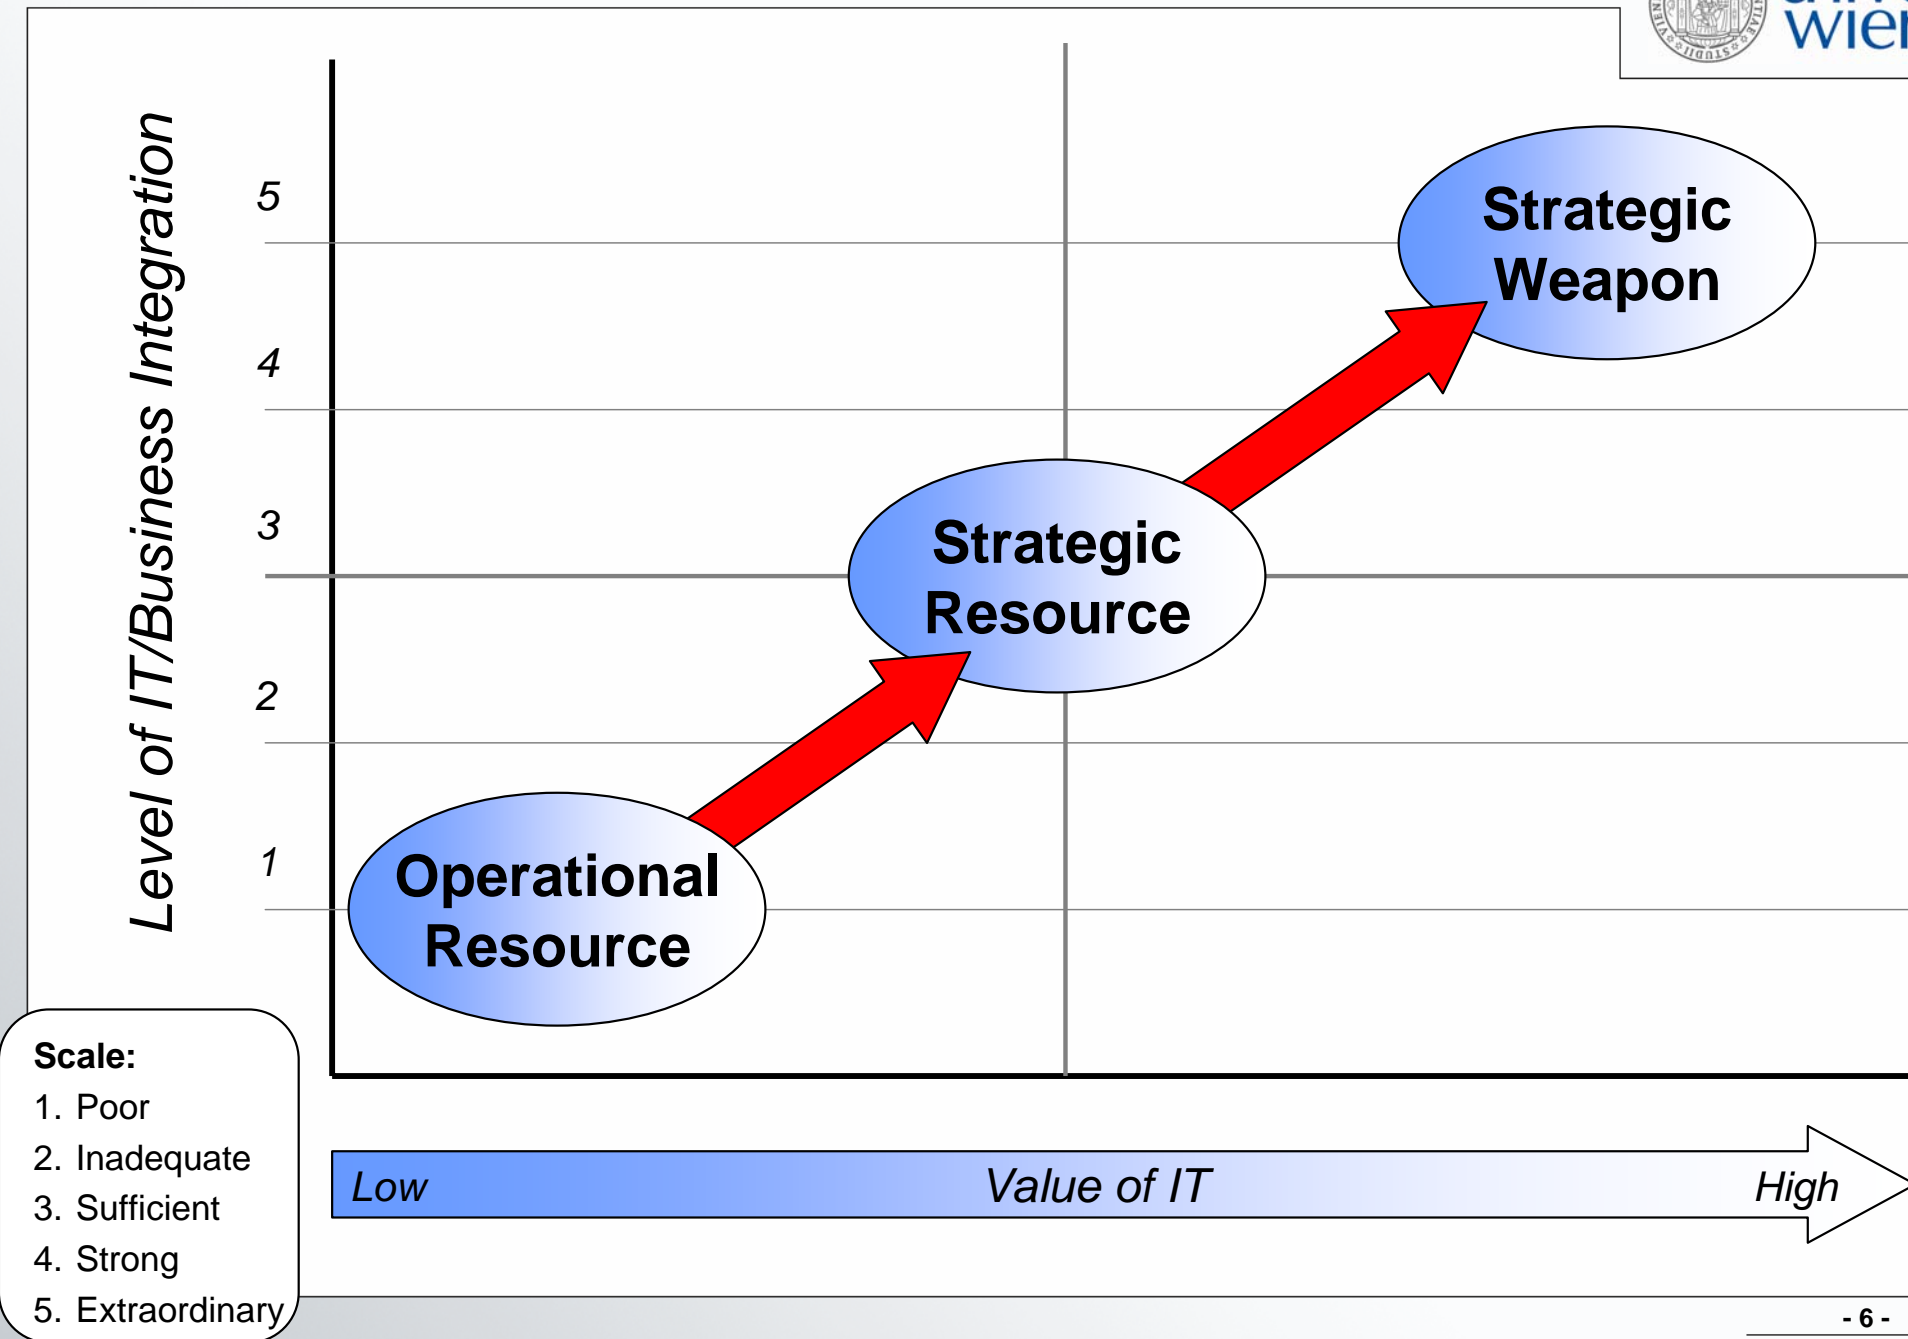 wien
Level of IT/Business Integration
5
4
3
2
1
Strategic
Weapon
Strategic
Resource
Operational
Resource
Scale:
1. Poor
2. Inadequate
3. Sufficient
4. Strong
5. Extraordinary
Low
Value of IT
High
- 6 -